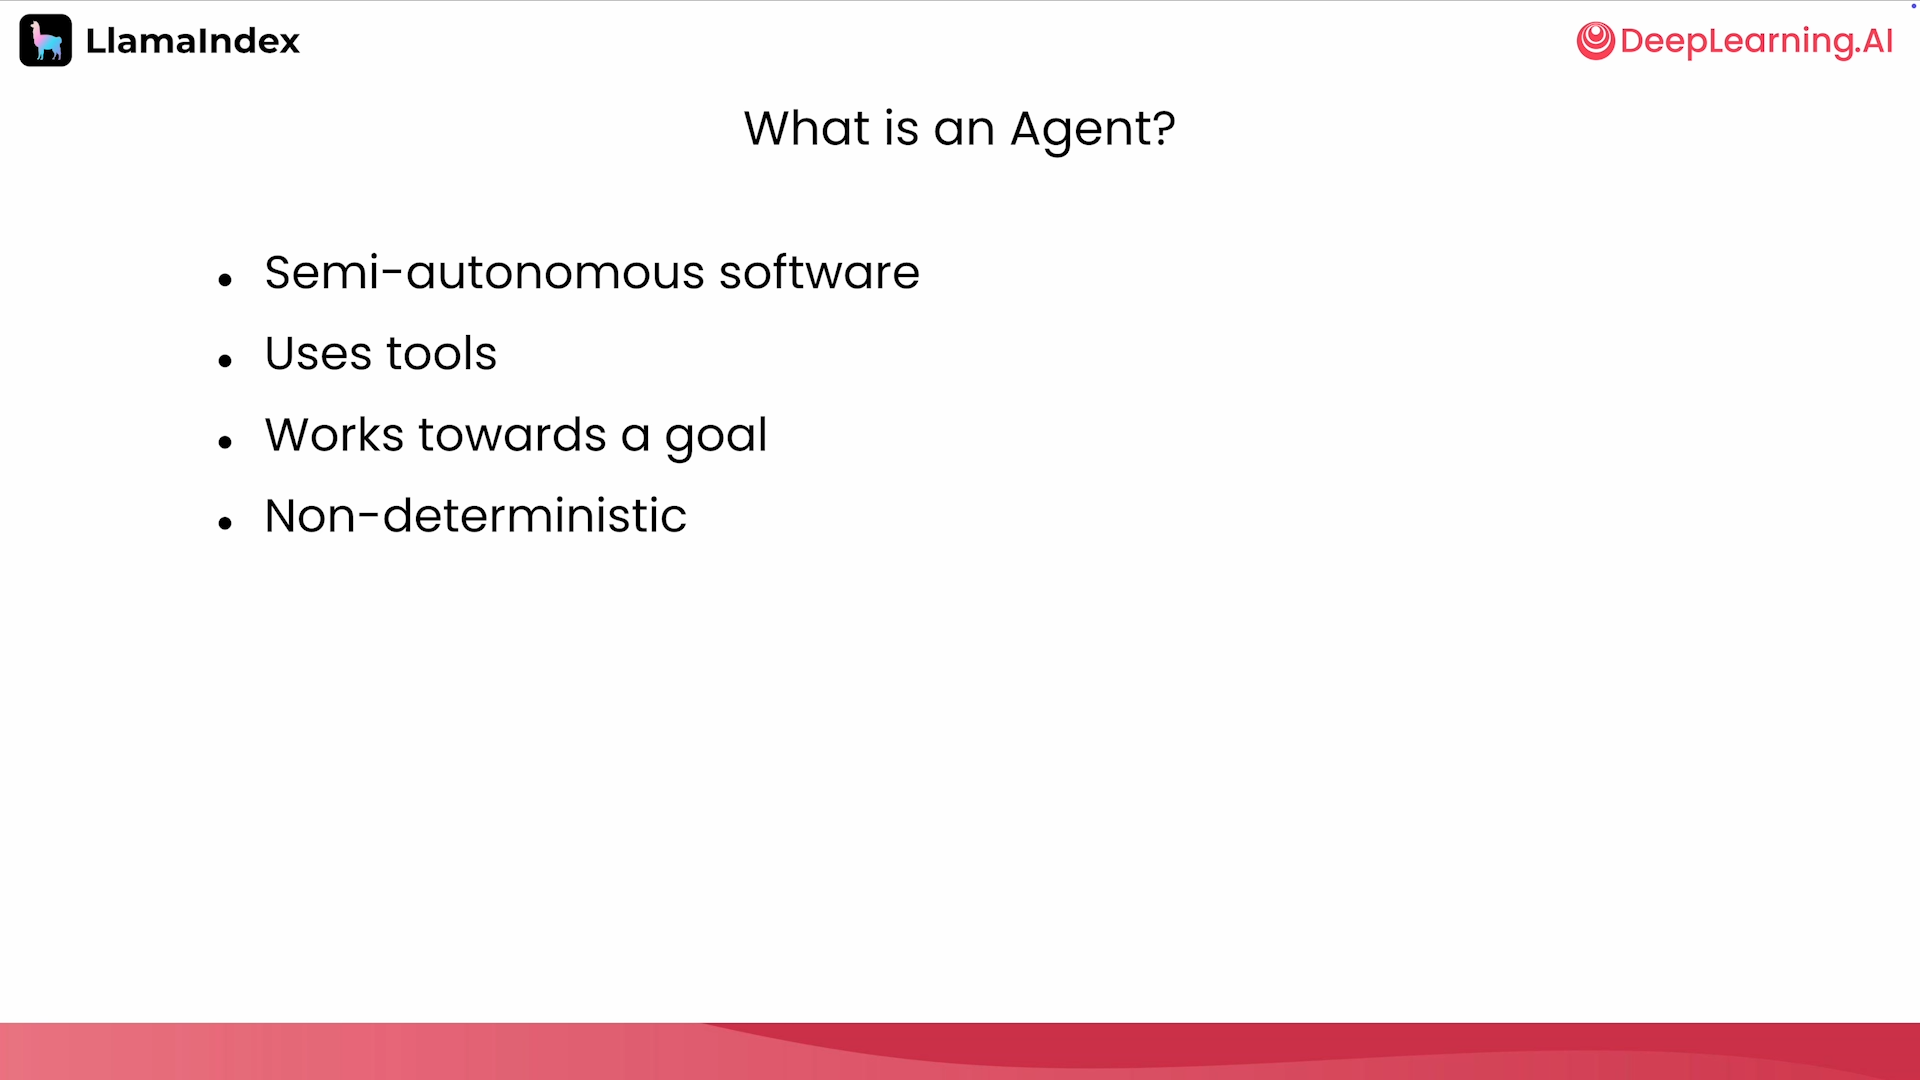 LlamaIndex
DeepLearning.AI
What is an Agent?
• Semi-autonomous software
• Uses tools
• Works towards a goal
• Non-deterministic